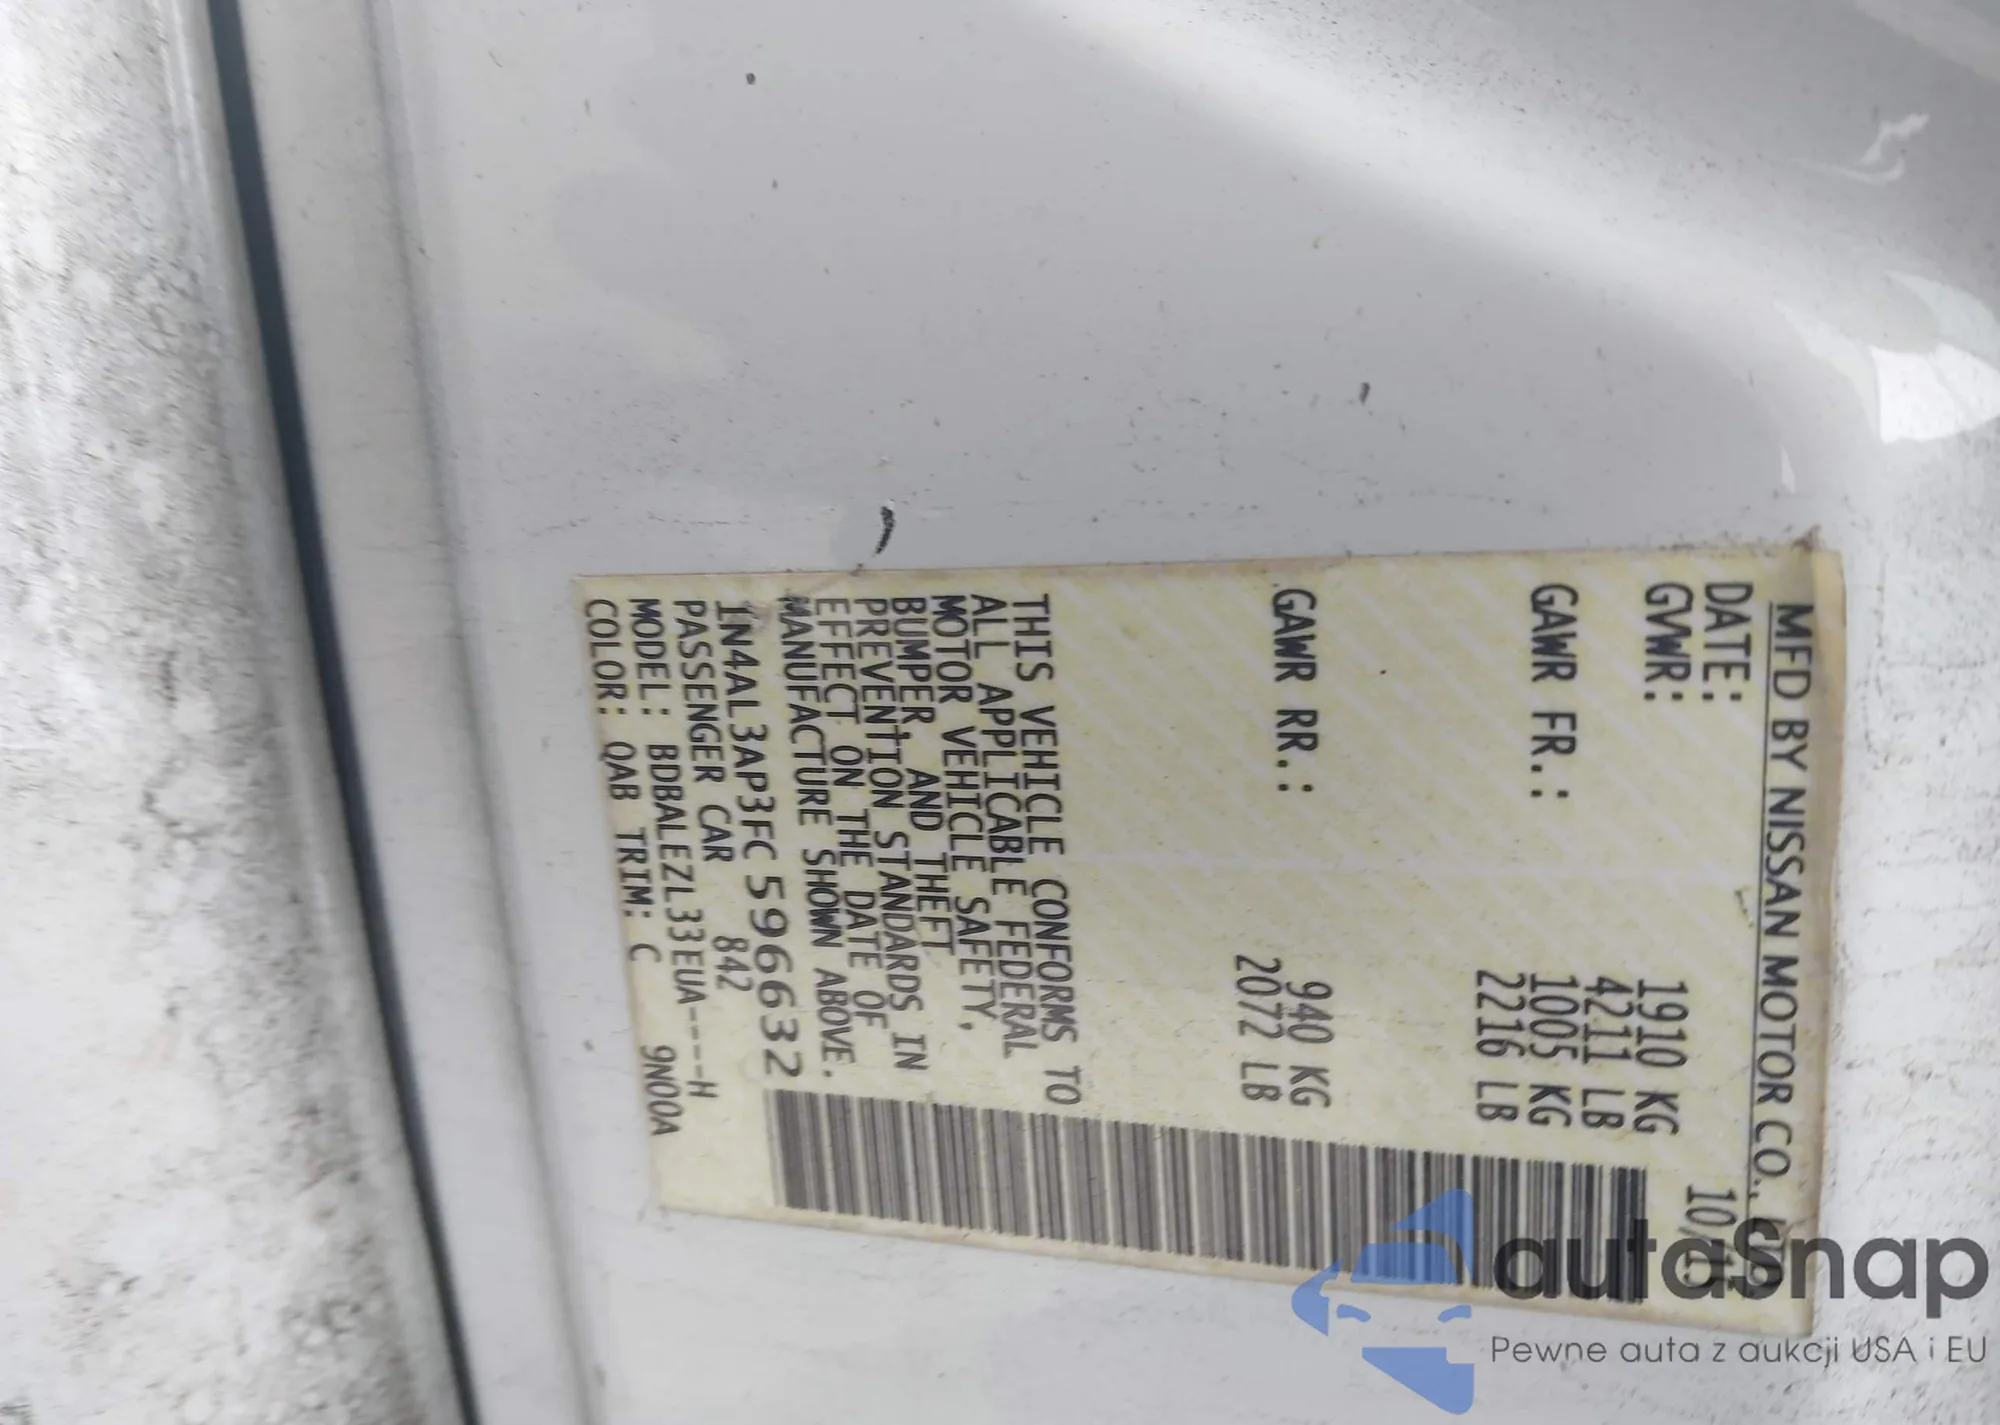 MFD BY NISSAN MOTOR CO.,
DATE: 10/
GVWR: 1910 KG
4211 LB
GAWR FR.: 1005 KG
2216 LB
GAWR RR.: 940 KG
2072 LB
THIS VEHICLE CONFORMS TO
ALL APPLICABLE FEDERAL
MOTOR VEHICLE SAFETY,
BUMPER, AND THEFT
PREVENTION STANDARDS IN
EFFECT ON THE DATE OF
MANUFACTURE SHOWN ABOVE.
1N4AL3AP3FC596632
PASSENGER CAR 842
MODEL: BDBALEZL33EUA----H
COLOR: QAB TRIM: C 9N00A
autosnap
Pewne auta z aukcji USA i EU